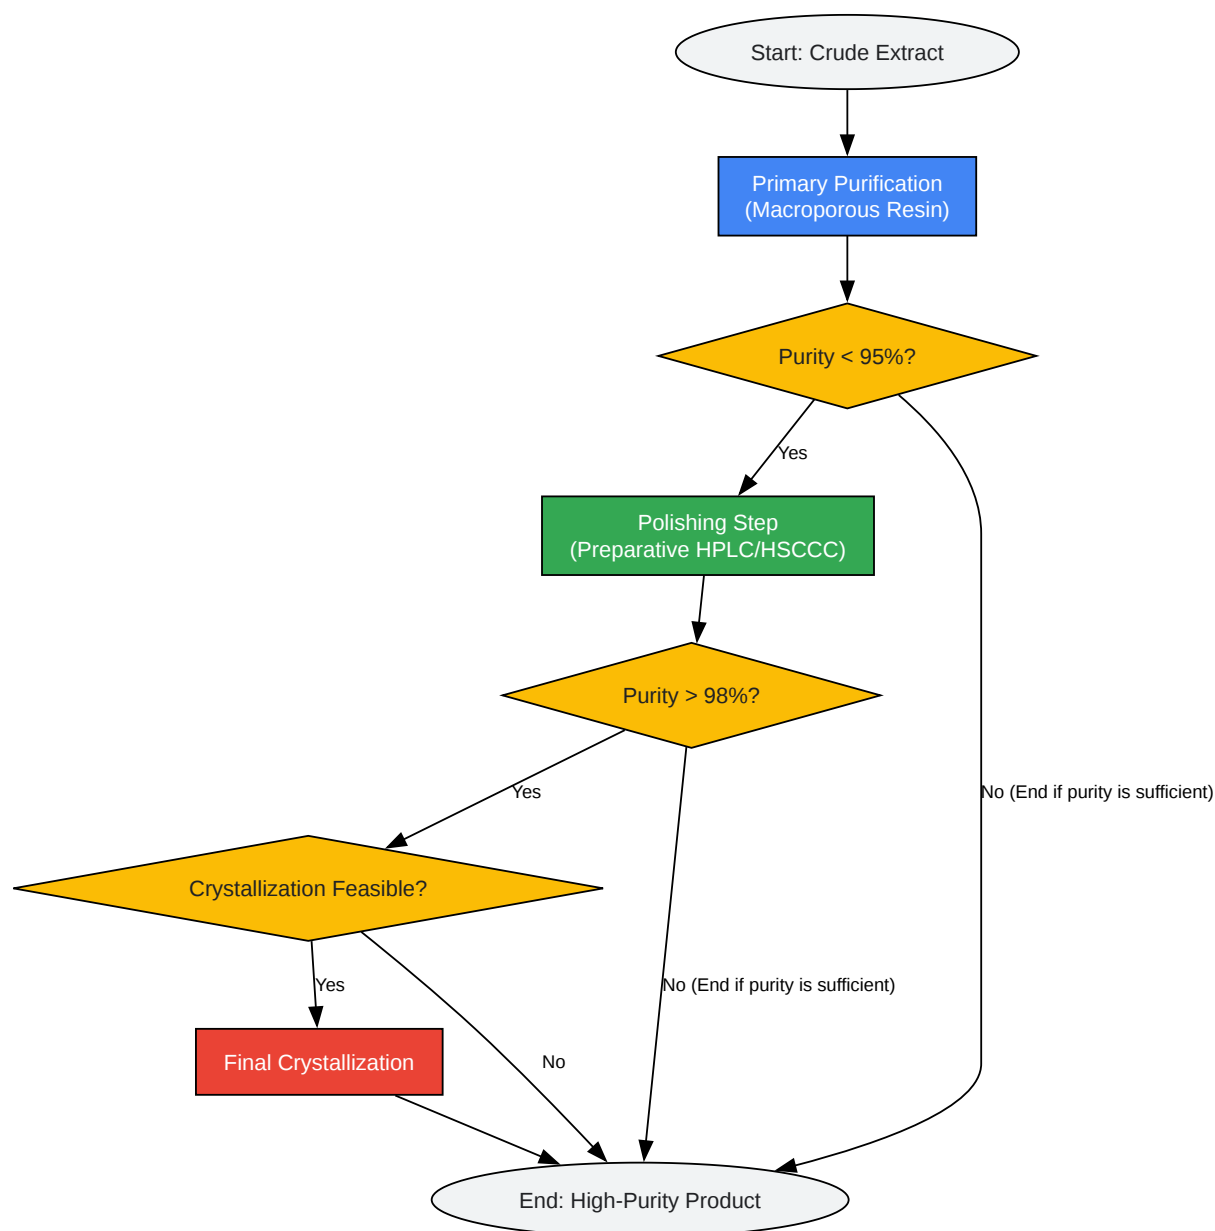 Start: Crude Extract
Primary Purification
(Macroporous Resin)
Purity < 95%?
Yes
Polishing Step
(Preparative HPLC/HSCCC)
Purity > 98%?
Yes
No (End if purity is sufficient)
Crystallization Feasible?
Yes
No (End if purity is sufficient)
Final Crystallization
No
End: High-Purity Product